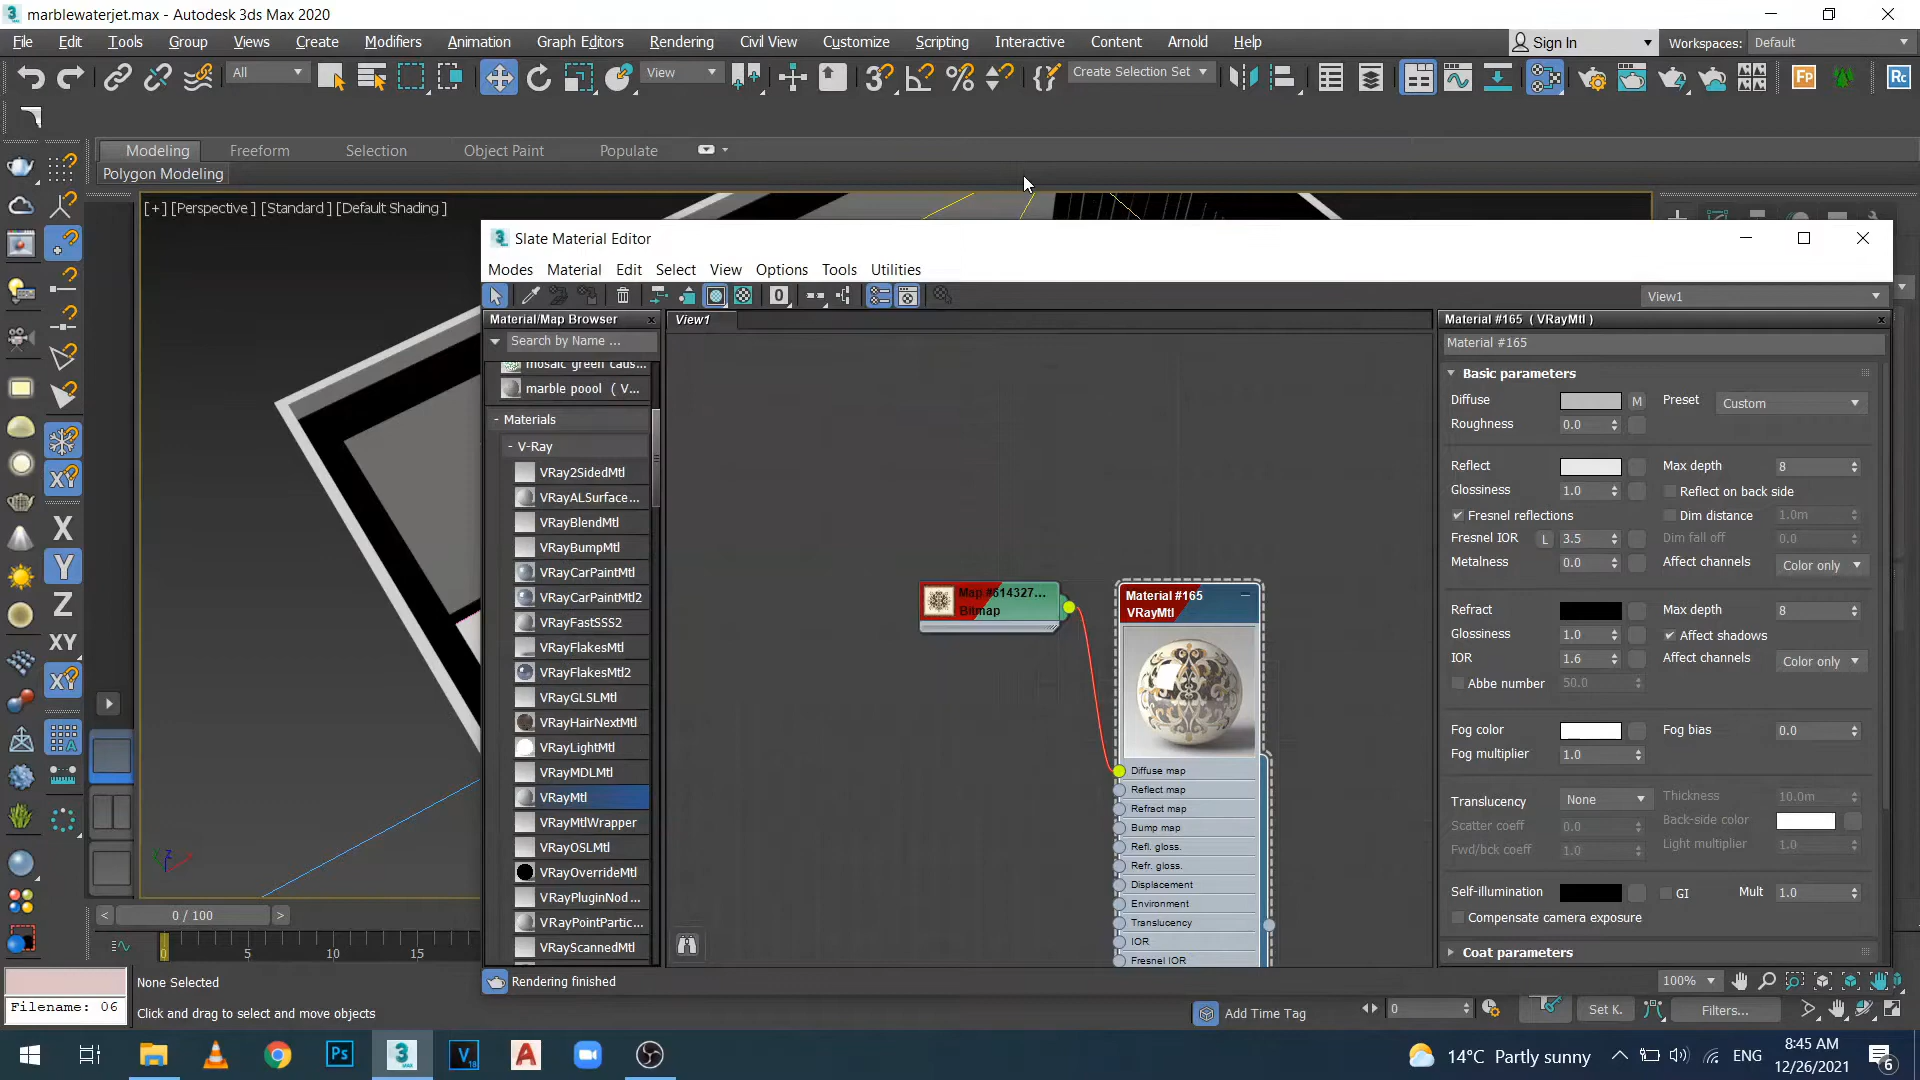 marblewaterjet.max - Autodesk 3ds Max 2020
File Edit Tools Group Views Create Modifiers Animation Graph Editors Rendering Civil View Customize Scripting Interactive Content Arnold Help
Sign In Workspaces: Default
All View Create Selection Set
Fp Rc
Modeling Freeform Selection Object Paint Populate
Polygon Modeling
[ + ] [Perspective ] [Standard ] [Default Shading ]
Slate Material Editor
Modes Material Edit Select View Options Tools Utilities
View1
Material/Map Browser
View1
Search by Name ...
mosaic green caus...
marble poool ( V...
- Materials
- V-Ray
VRay2SidedMtl
VRayALSurface...
VRayBlendMtl
VRayBumpMtl
VRayCarPaintMtl
VRayCarPaintMtl2
VRayFastSSS2
VRayFlakesMtl
VRayFlakesMtl2
VRayGLSLMtl
VRayHairNextMtl
VRayLightMtl
VRayMDLMtl
VRayMtl
VRayMtlWrapper
VRayOSLMtl
VRayOverrideMtl
VRayPluginNod...
VRayPointPartic...
VRayScannedMtl
Map #614327...
Bitmap
Material #165
VRayMtl
Diffuse map
Reflect map
Refract map
Bump map
Refl. gloss.
Refr. gloss.
Displacement
Environment
Translucency
IOR
Fresnel IOR
Material #165 ( VRayMtl )
Material #165
Basic parameters
Diffuse M Preset Custom
Roughness 0.0
Reflect Max depth 8
Glossiness 1.0 Reflect on back side
Fresnel reflections Dim distance 1.0m
Fresnel IOR L 3.5 Dim fall off 0.0
Metalness 0.0 Affect channels Color only
Refract Max depth 8
Glossiness 1.0 Affect shadows
IOR 1.6 Affect channels Color only
Abbe number 50.0
Fog color Fog bias 0.0
Fog multiplier 1.0
Translucency None Thickness 10.0m
Scatter coeff 0.0 Back-side color
Fwd/bck coeff 1.0 Light multiplier 1.0
Self-illumination GI Mult 1.0
Compensate camera exposure
Coat parameters
X
Y
Z
XY
XY
0 / 100
0 5 10 15
Rendering finished
100%
None Selected
Filename: 06
Click and drag to select and move objects
Add Time Tag
0
Set K. Filters...
14°C Partly sunny
ENG
8:45 AM
12/26/2021
6